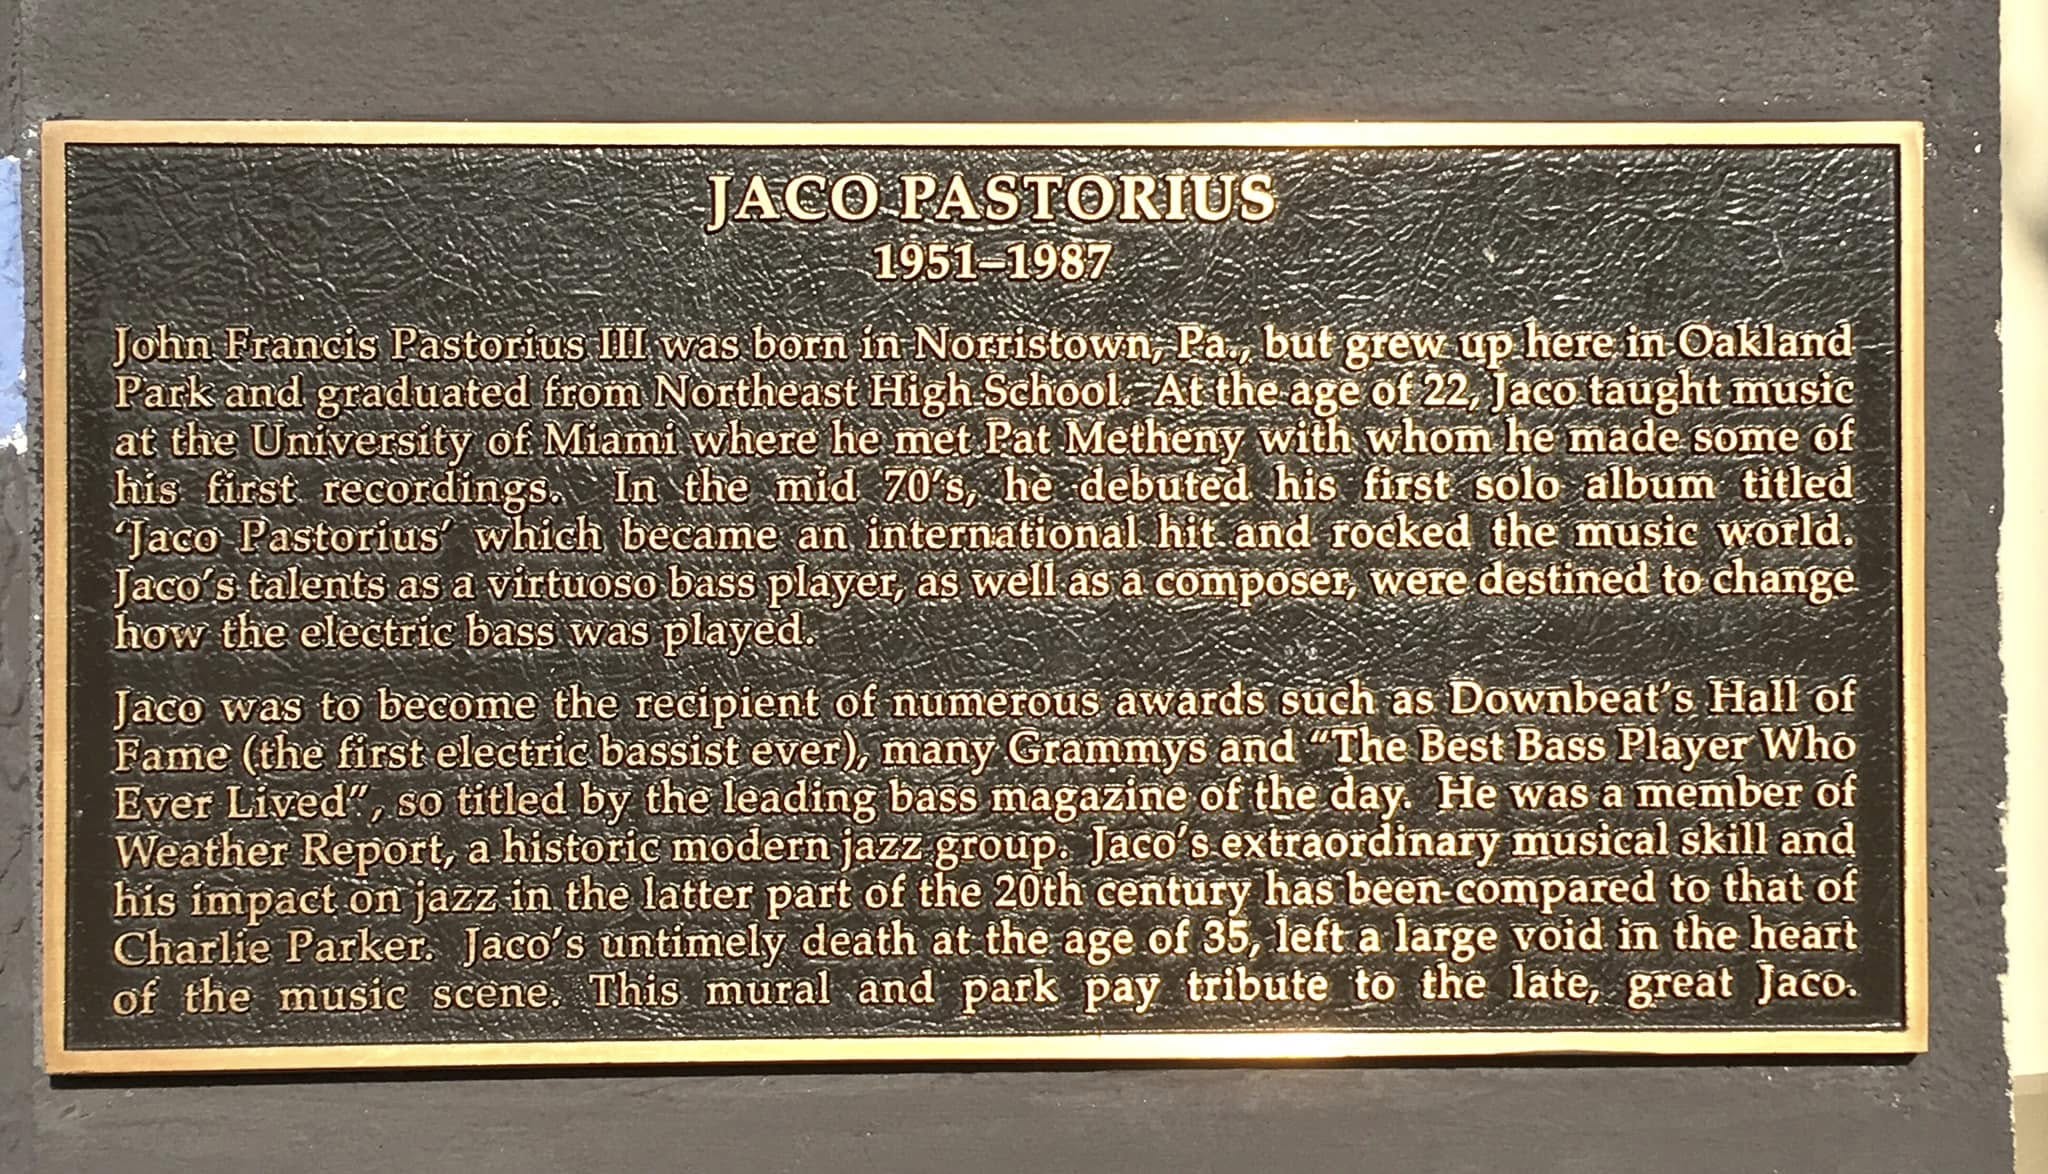 JACO PASTORIUS
1951–1987
John Francis Pastorius III was born in Norristown, Pa., but grew up here in Oakland
Park and graduated from Northeast High School. At the age of 22, Jaco taught music
at the University of Miami where he met Pat Metheny with whom he made some of
his first recordings. In the mid 70's, he debuted his first solo album titled
‘Jaco Pastorius’ which became an international hit and rocked the music world.
Jaco's talents as a virtuoso bass player, as well as a composer, were destined to change
how the electric bass was played.
Jaco was to become the recipient of numerous awards such as Downbeat's Hall of
Fame (the first electric bassist ever), many Grammys and “The Best Bass Player Who
Ever Lived”, so titled by the leading bass magazine of the day. He was a member of
Weather Report, a historic modern jazz group. Jaco's extraordinary musical skill and
his impact on jazz in the latter part of the 20th century has been compared to that of
Charlie Parker. Jaco's untimely death at the age of 35, left a large void in the heart
of the music scene. This mural and park pay tribute to the late, great Jaco.